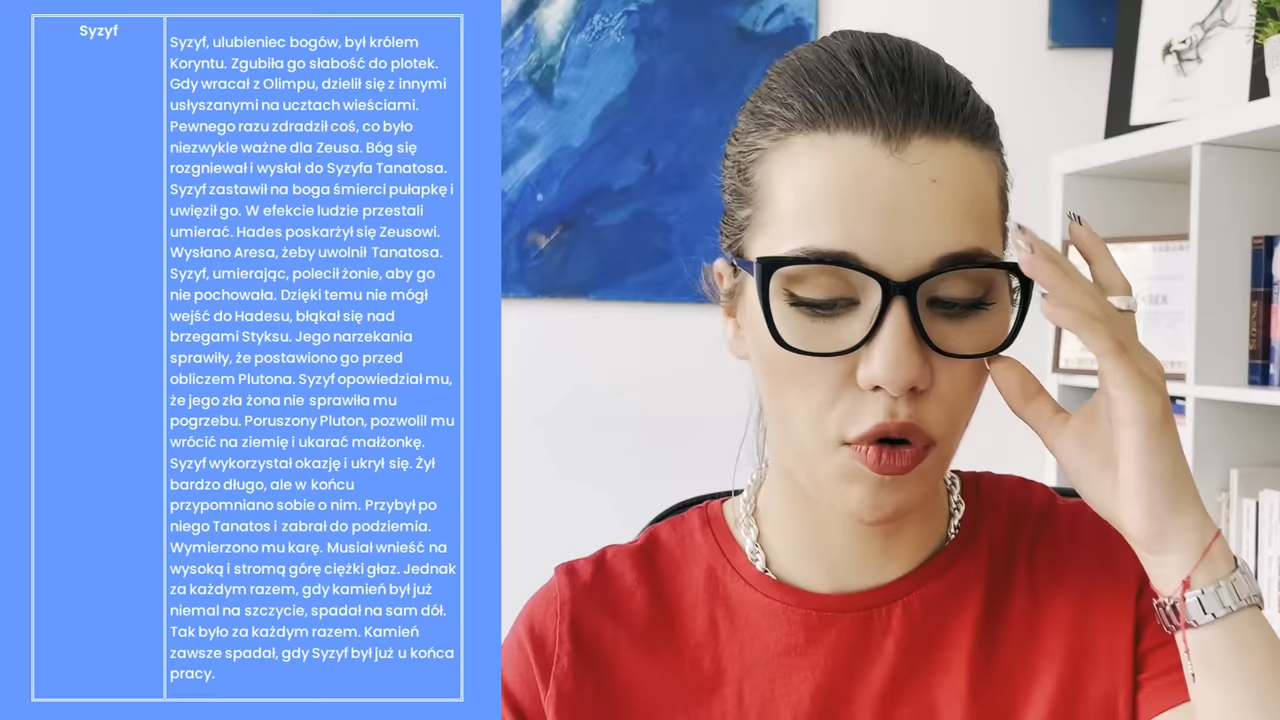 Syzyf
Syzyf, ulubieniec bogów, był królem
Koryntu. Zgubiła go słabość do plotek.
Gdy wracał z Olimpu, dzielił się z innymi
usłyszanymi na ucztach wieściami.
Pewnego razu zdradził coś, co było
niezwykle ważne dla Zeusa. Bóg się
rozgniewał i wysłał do Syzyfa Tanatosa.
Syzyf zastawił na boga śmierci pułapkę i
uwięził go. W efekcie ludzie przestali
umierać. Hades poskarżył się Zeusowi.
Wysłano Aresa, żeby uwolnił Tanatosa.
Syzyf, umierając, polecił żonie, aby go
nie pochowała. Dzięki temu nie mógł
wejść do Hadesu, błąkał się nad
brzegami Styksu. Jego narzekania
sprawiły, że postawiono go przed
obliczem Plutona. Syzyf opowiedział mu,
że jego zła żona nie sprawiła mu
pogrzebu. Poruszony Pluton, pozwolił mu
wrócić na ziemię i ukarać małżonkę.
Syzyf wykorzystał okazję i ukrył się. Żył
bardzo długo, ale w końcu
przypomniano sobie o nim. Przybył po
niego Tanatos i zabrał do podziemia.
Wymierzono mu karę. Musiał wnieść na
wysoką i stromą górę ciężki głaz. Jednak
za każdym razem, gdy kamień był już
niemal na szczycie, spadał na sam dół.
Tak było za każdym razem. Kamień
zawsze spadał, gdy Syzyf był już u końca
pracy.